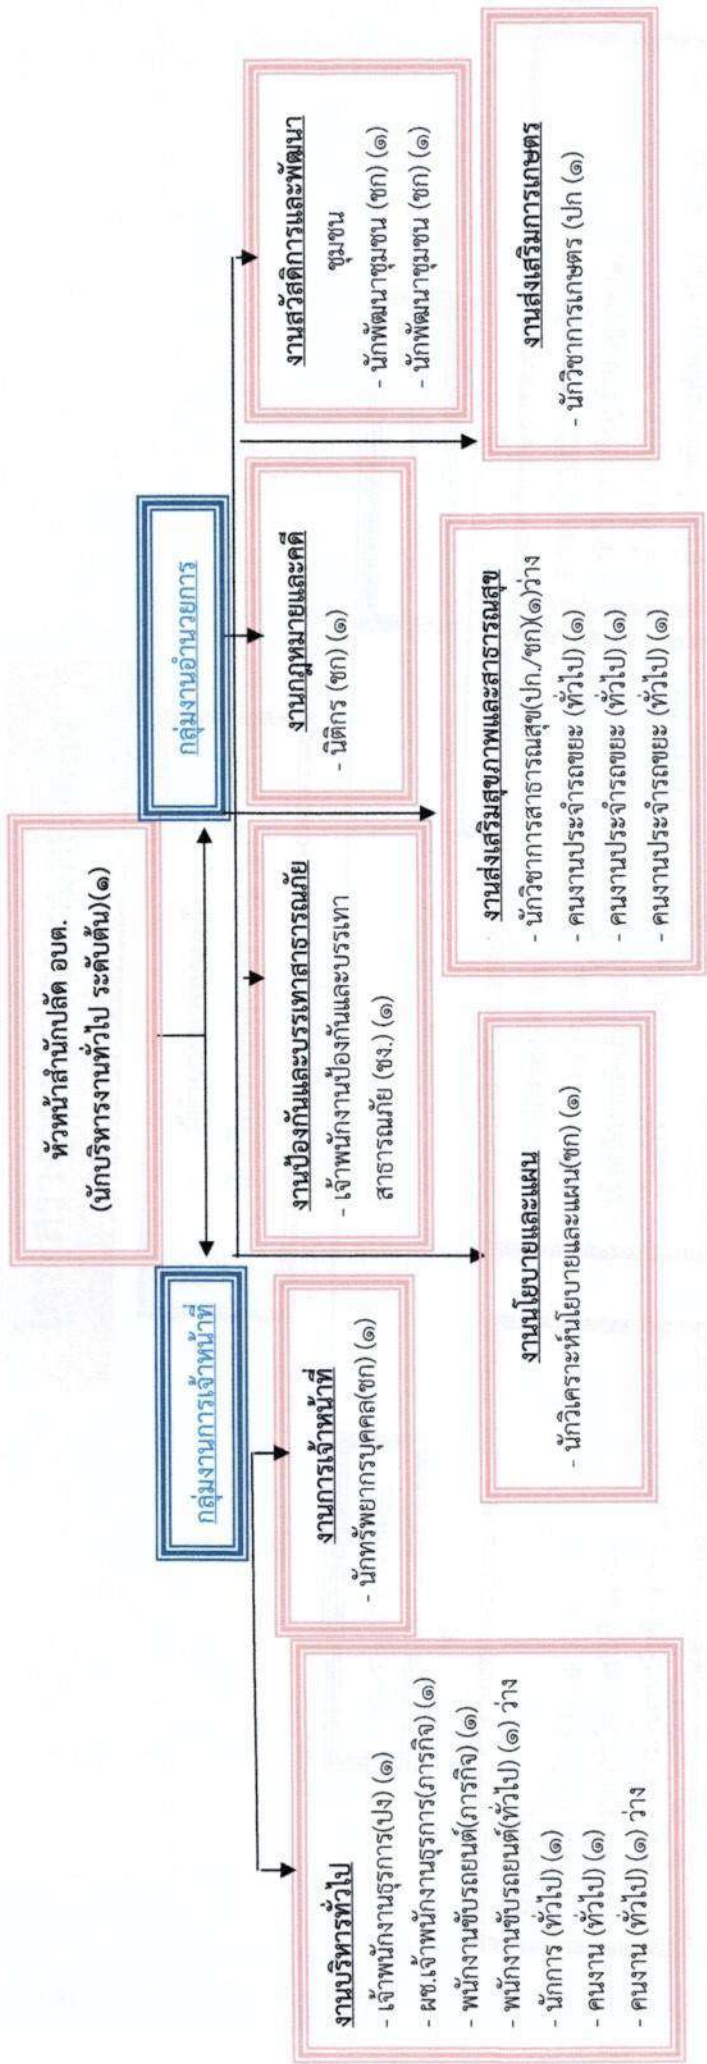 หัวหน้าสำนักปลัด อบต.
(นักบริหารงานทั่วไป ระดับต้น)(๑)
กลุ่มงานการเจ้าหน้าที่
กลุ่มงานอำนวยการ
งานบริหารทั่วไป
- เจ้าพนักงานธุรการ(ปง) (๑)
- ผช.เจ้าพนักงานธุรการ(ภารกิจ) (๑)
- พนักงานขับรถยนต์(ภารกิจ) (๑)
- พนักงานขับรถยนต์(ทั่วไป) (๑) ว่าง
- นักการ (ทั่วไป) (๑)
- คนงาน (ทั่วไป) (๑)
- คนงาน (ทั่วไป) (๑) ว่าง
งานการเจ้าหน้าที่
- นักทรัพยากรบุคคล(ชก) (๑)
งานป้องกันและบรรเทาสาธารณภัย
- เจ้าพนักงานป้องกันและบรรเทา
สาธารณภัย (ชง.) (๑)
งานกฎหมายและคดี
- นิติกร (ชก) (๑)
งานสวัสดิการและพัฒนา
ชุมชน
- นักพัฒนาชุมชน (ชก) (๑)
- นักพัฒนาชุมชน (ชก) (๑)
งานนโยบายและแผน
- นักวิเคราะห์นโยบายและแผน(ชก) (๑)
งานส่งเสริมสุขภาพและสาธารณสุข
- นักวิชาการสาธารณสุข(ปก./ชก)(๑)ว่าง
- คนงานประจำรถขยะ (ทั่วไป) (๑)
- คนงานประจำรถขยะ (ทั่วไป) (๑)
- คนงานประจำรถขยะ (ทั่วไป) (๑)
งานส่งเสริมการเกษตร
- นักวิชาการเกษตร (ปก (๑)